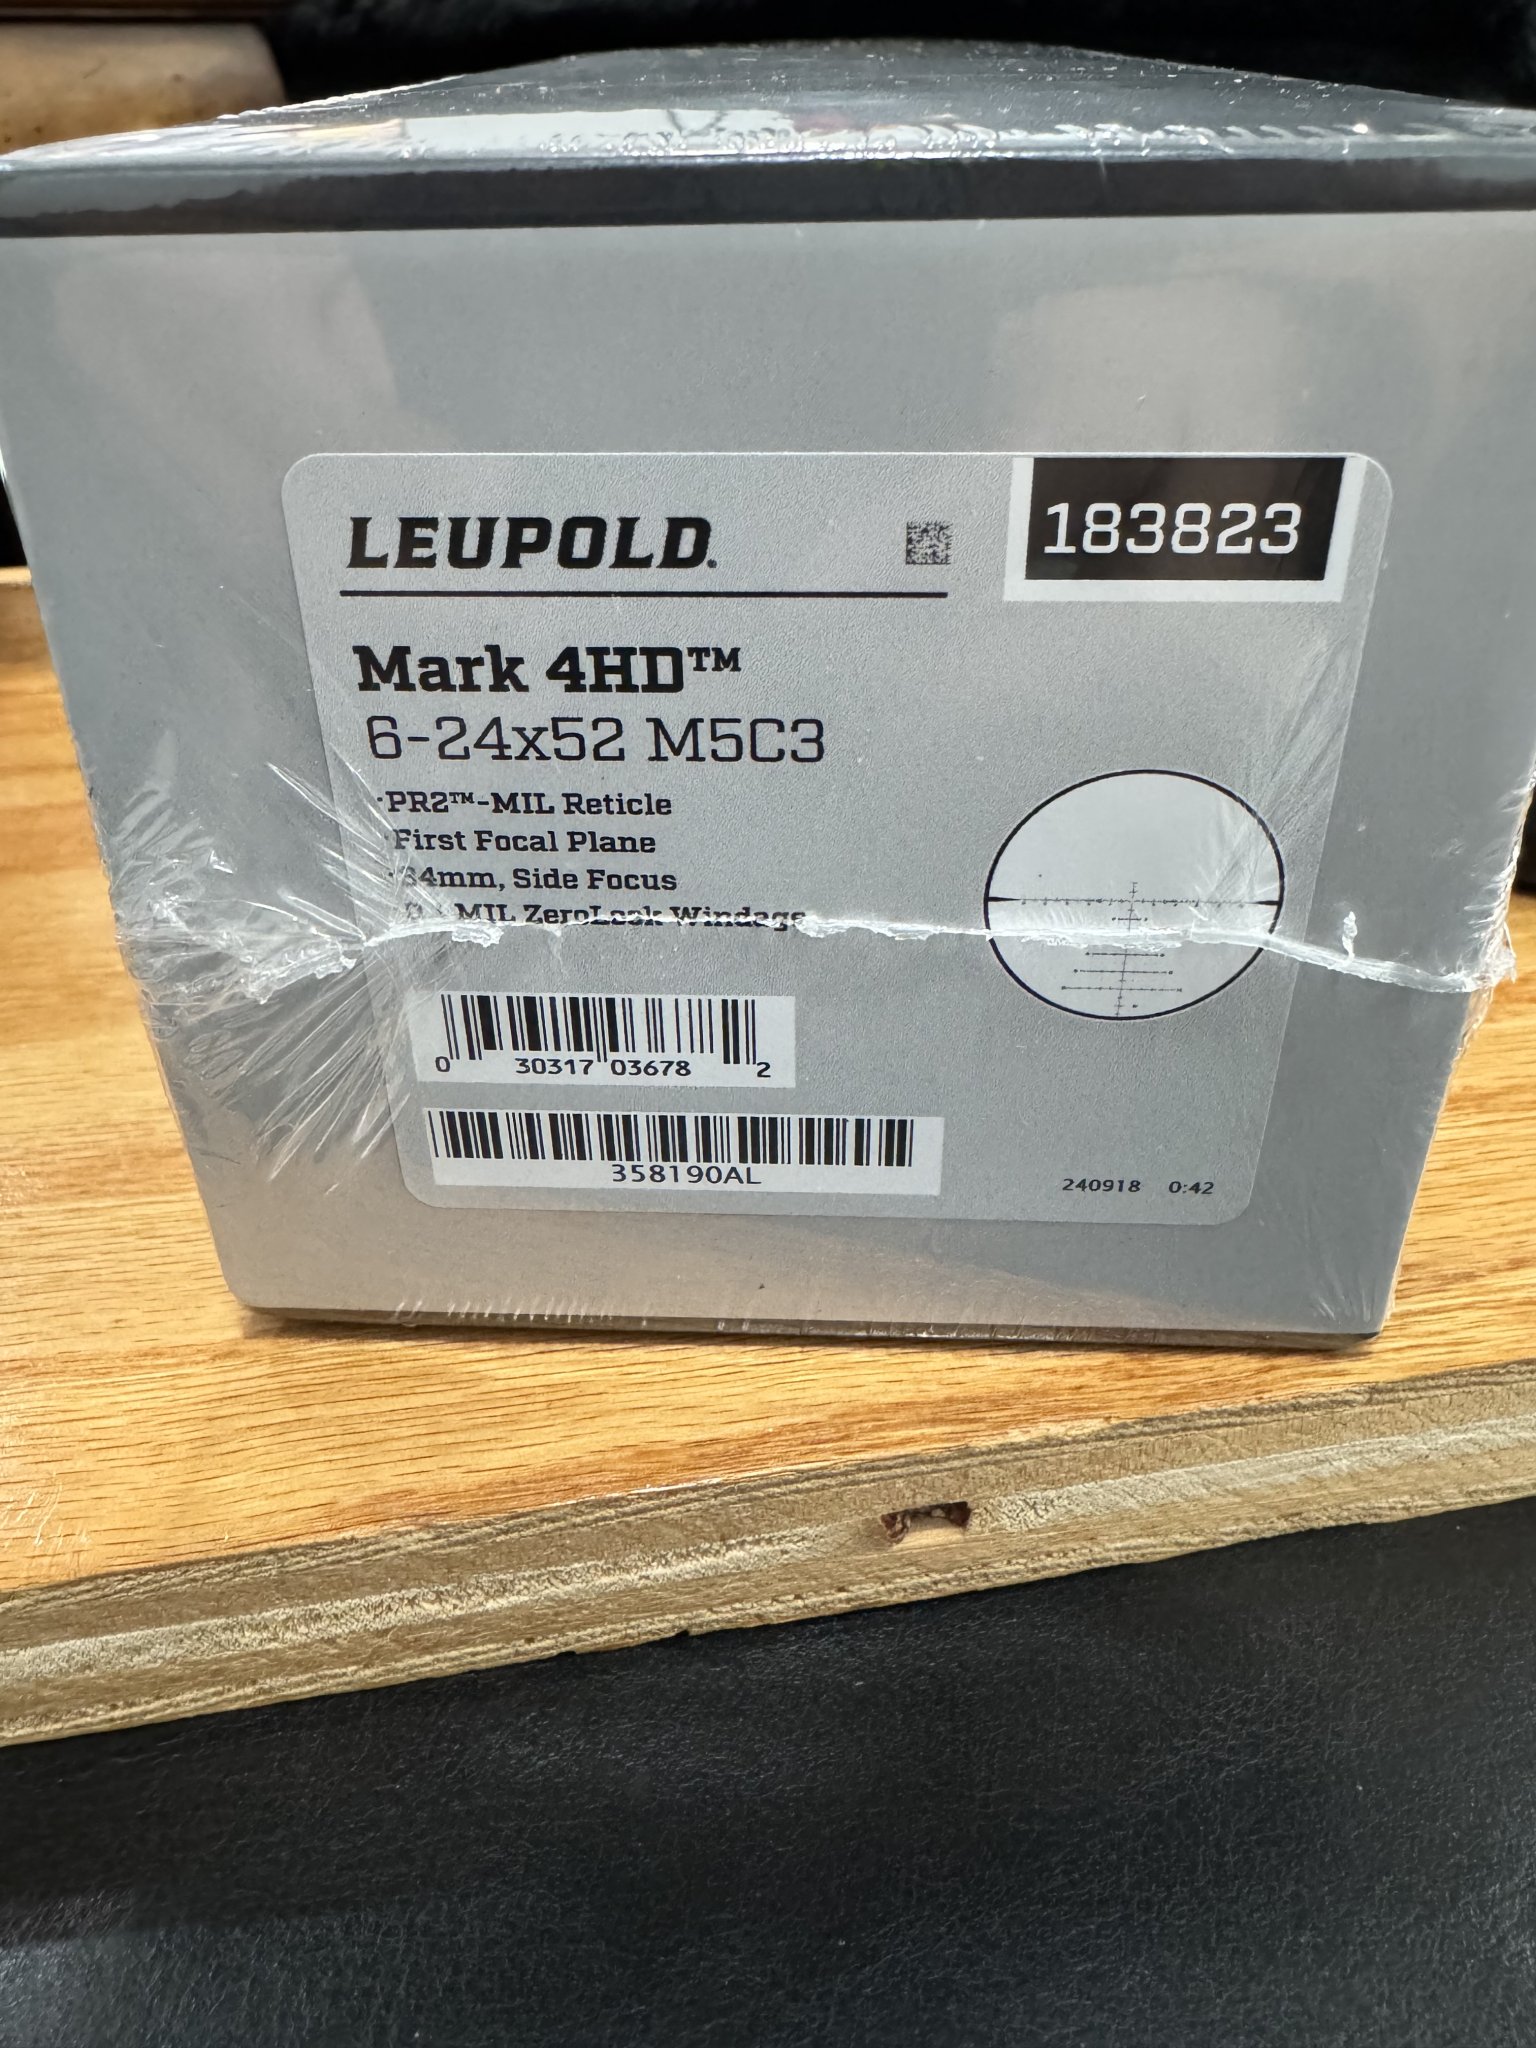 LEUPOLD®
183823
Mark 4HD™
6-24x52 M5C3
·PR2™-MIL Reticle
·First Focal Plane
34mm, Side Focus
MIL ZeroLock Windage
0 30317 03678 2
358190AL
240918 0:42